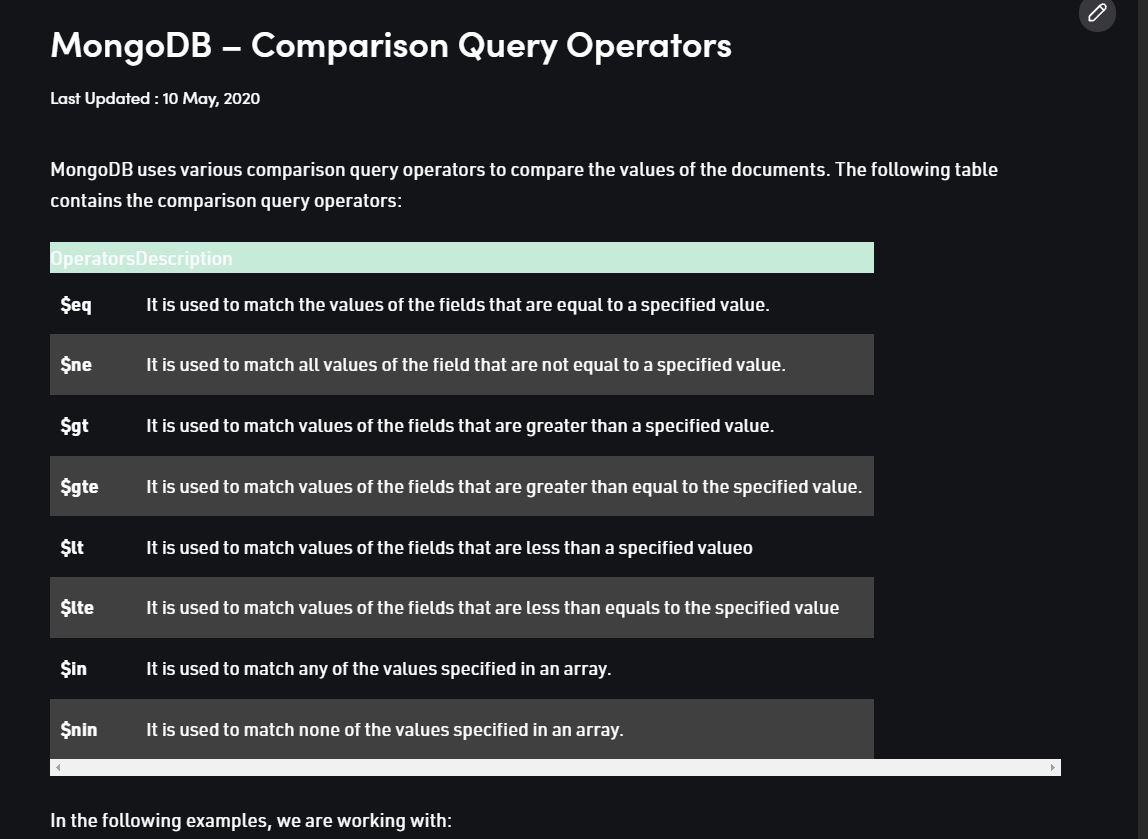 MongoDB – Comparison Query Operators
Last Updated : 10 May, 2020
MongoDB uses various comparison query operators to compare the values of the documents. The following table
contains the comparison query operators:
OperatorsDescription
$eq It is used to match the values of the fields that are equal to a specified value.
$ne It is used to match all values of the field that are not equal to a specified value.
$gt It is used to match values of the fields that are greater than a specified value.
$gte It is used to match values of the fields that are greater than equal to the specified value.
$lt It is used to match values of the fields that are less than a specified valueo
$lte It is used to match values of the fields that are less than equals to the specified value
$in It is used to match any of the values specified in an array.
$nin It is used to match none of the values specified in an array.
In the following examples, we are working with: